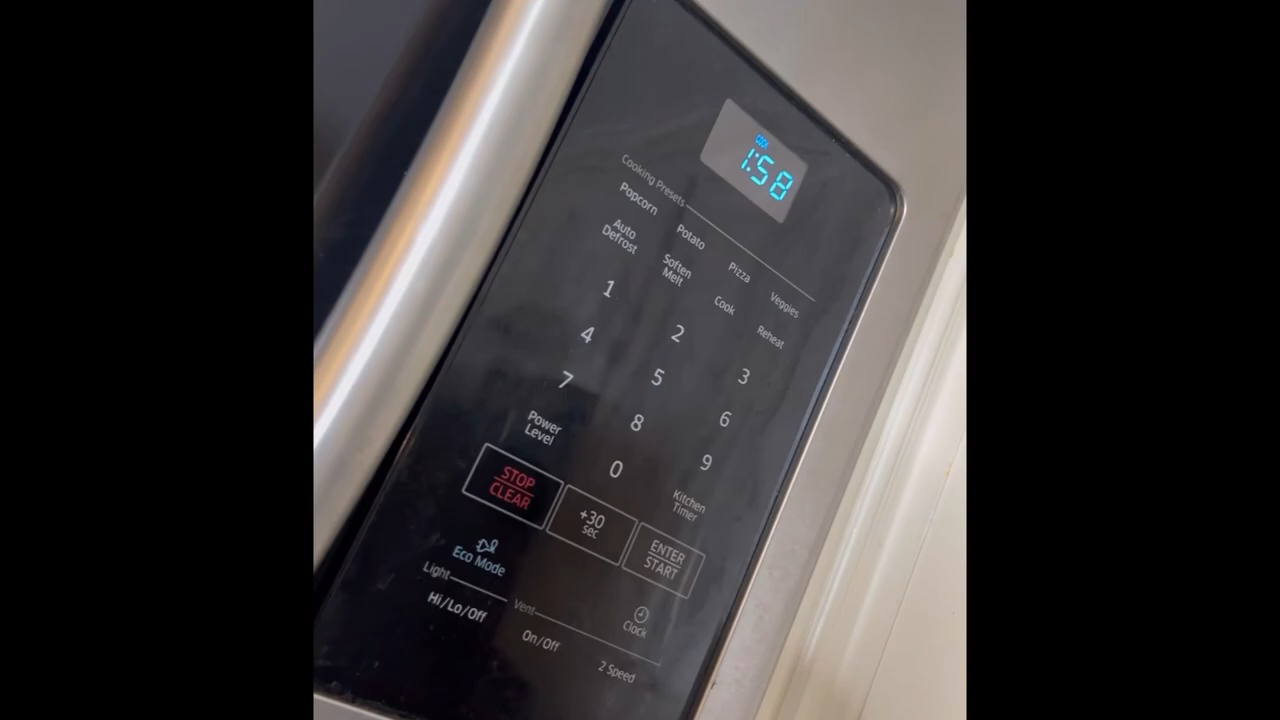 COOK
1:58
Cooking Presets
Popcorn
Potato
Pizza
Veggies
Auto
Defrost
Soften
Melt
Cook
Reheat
1
2
3
4
5
6
7
8
9
Power
Level
0
Kitchen
Timer
STOP
CLEAR
+30
sec
ENTER
START
Eco Mode
Clock
Light
Hi/Lo/Off
Vent
On/Off
2 Speed